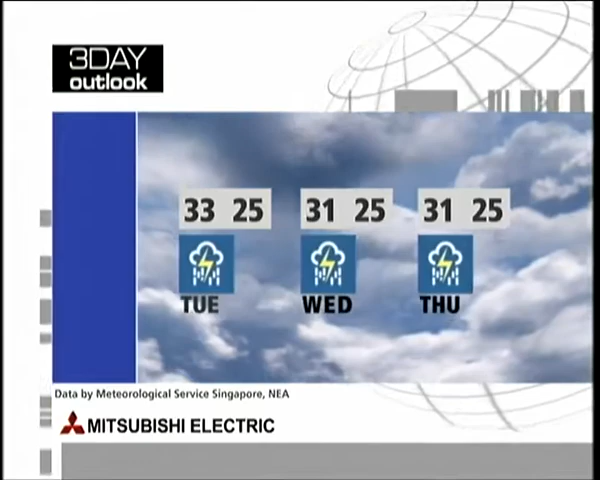 3DAY
outlook
33 25 31 25 31 25
TUE WED THU
Data by Meteorological Service Singapore, NEA
MITSUBISHI ELECTRIC